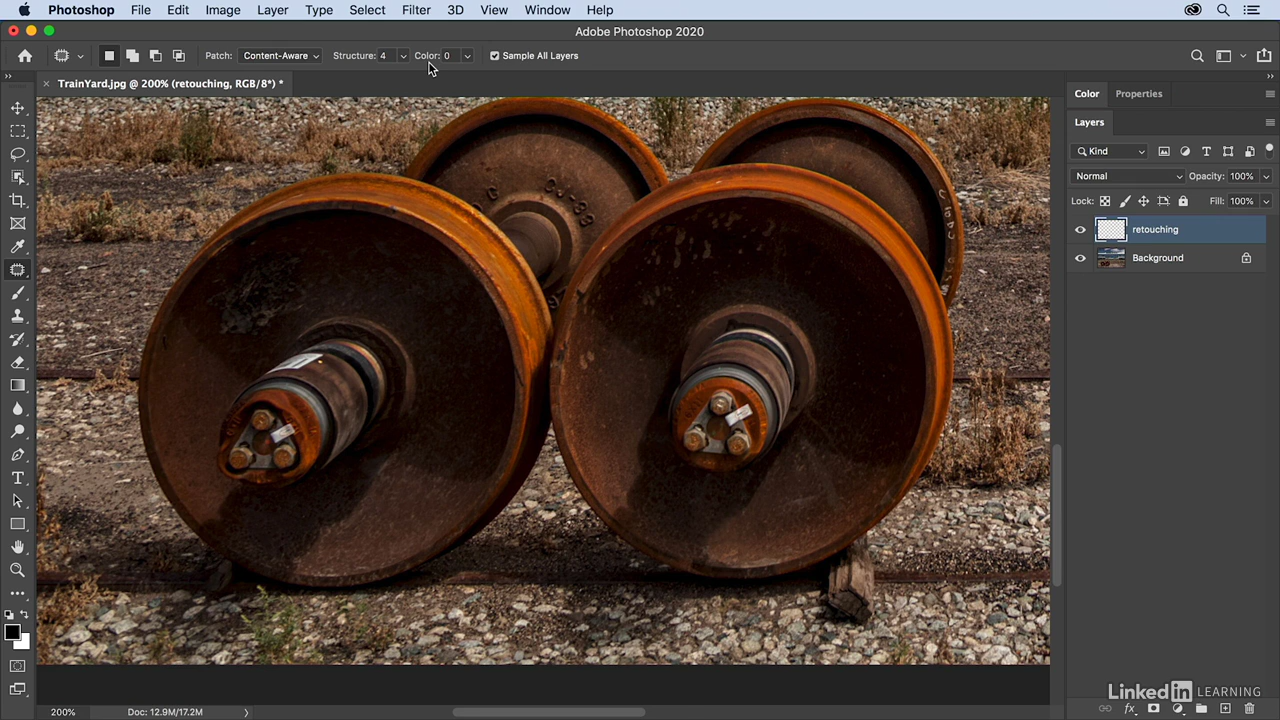 Photoshop File Edit Image Layer Type Select Filter 3D View Window Help
Adobe Photoshop 2020
Patch: Content-Aware Structure: 4 Color: 0 Sample All Layers
TrainYard.jpg @ 200% (retouching, RGB/8*) *
Color Properties
Layers
Kind
Normal Opacity: 100%
Lock: Fill: 100%
retouching
Background
LinkedIn LEARNING
200% Doc: 12.9M/17.2M